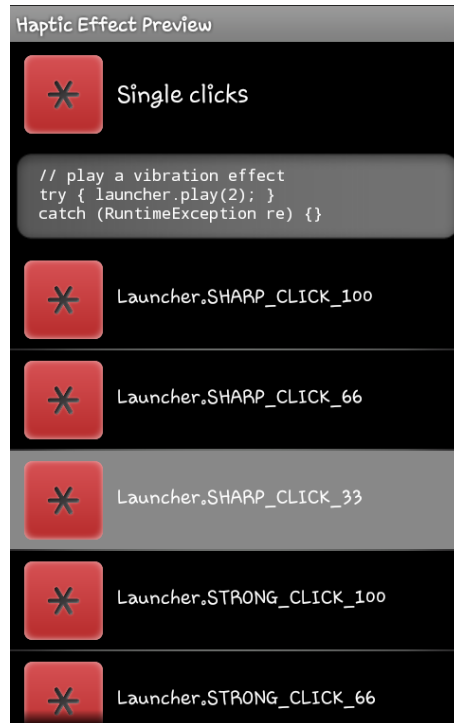 Haptic Effect Preview
Single clicks
// play a vibration effect
try { launcher.play(2); }
catch (RuntimeException re) {}
Launcher.SHARP_CLICK_100
Launcher.SHARP_CLICK_66
Launcher.SHARP_CLICK_33
Launcher.STRONG_CLICK_100
Launcher.STRONG_CLICK_66